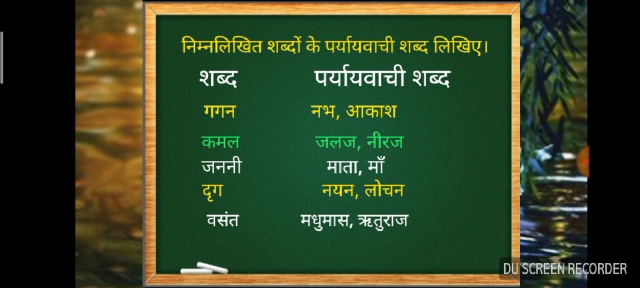 निम्नलिखित शब्दों के पर्यायवाची शब्द लिखिए।
शब्द पर्यायवाची शब्द
गगन नभ, आकाश
कमल जलज, नीरज
जननी माता, माँ
दृग नयन, लोचन
वसंत मधुमास, ऋतुराज
DU SCREEN RECORDER